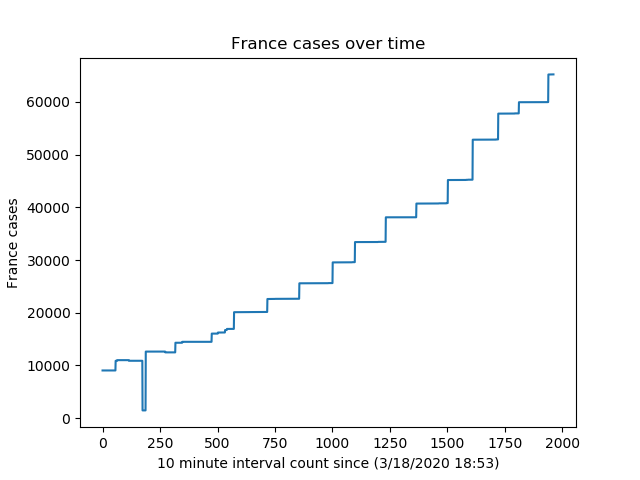 France cases over time
60000
50000
40000
30000
20000
10000
0
France cases
0 250 500 750 1000 1250 1500 1750 2000
10 minute interval count since (3/18/2020 18:53)